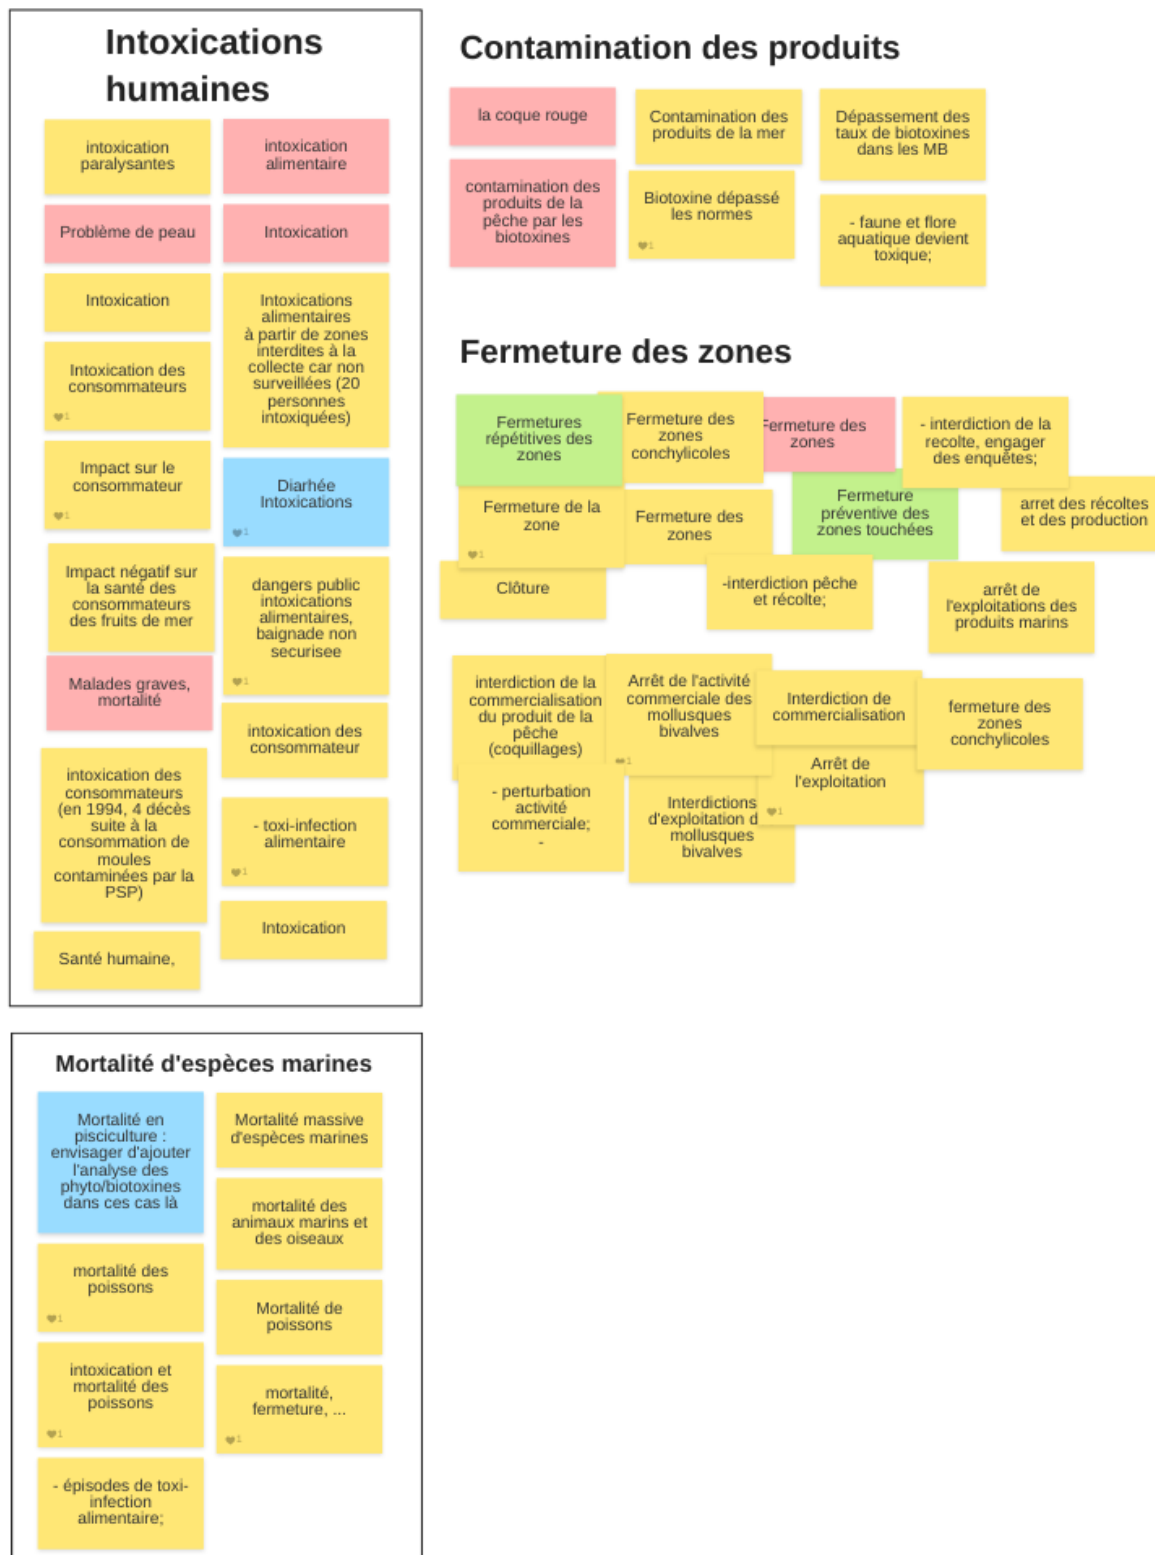 Intoxications
humaines
intoxication
paralysantes
intoxication
alimentaire
Problème de peau
Intoxication
Intoxication
Intoxications
alimentaires
à partir de zones
interdites à la
collecte car non
surveillées (20
personnes
intoxiquées)
Intoxication des
consommateurs
1
Impact sur le
consommateur
1
Diarhée
Intoxications
1
Impact négatif sur
la santé des
consommateurs
des fruits de mer
dangers public
intoxications
alimentaires,
baignade non
securisee
1
Malades graves,
mortalité
intoxication des
consommateur
intoxication des
consommateurs
(en 1994, 4 décès
suite à la
consommation de
moules
contaminées par la
PSP)
- toxi-infection
alimentaire
1
Intoxication
Santé humaine,
Contamination des produits
la coque rouge
Contamination des
produits de la mer
Dépassement des
taux de biotoxines
dans les MB
contamination des
produits de la
pêche par les
biotoxines
Biotoxine dépassé
les normes
1
- faune et flore
aquatique devient
toxique;
Fermeture des zones
Fermetures
répétitives des
zones
Fermeture des
zones
conchylicoles
Fermeture des
zones
- interdiction de la
recolte, engager
des enquêtes;
Fermeture de la
zone
1
Fermeture des
zones
Fermeture
préventive des
zones touchées
arret des récoltes
et des production
Clôture
-interdiction pêche
et récolte;
arrêt de
l'exploitations des
produits marins
interdiction de la
commercialisation
du produit de la
pêche
(coquillages)
Arrêt de l'activité
commerciale des
mollusques
bivalves
1
Interdiction de
commercialisation
fermeture des
zones
conchylicoles
- perturbation
activité
commerciale;
-
Interdictions
d'exploitation d
mollusques
bivalves
Arrêt de
l'exploitation
1
Mortalité d'espèces marines
Mortalité en
pisciculture :
envisager d'ajouter
l'analyse des
phyto/biotoxines
dans ces cas là
Mortalité massive
d'espèces marines
mortalité des
animaux marins et
des oiseaux
mortalité des
poissons
1
Mortalité de
poissons
intoxication et
mortalité des
poissons
1
mortalité,
fermeture, ...
1
- épisodes de toxi-
infection
alimentaire;